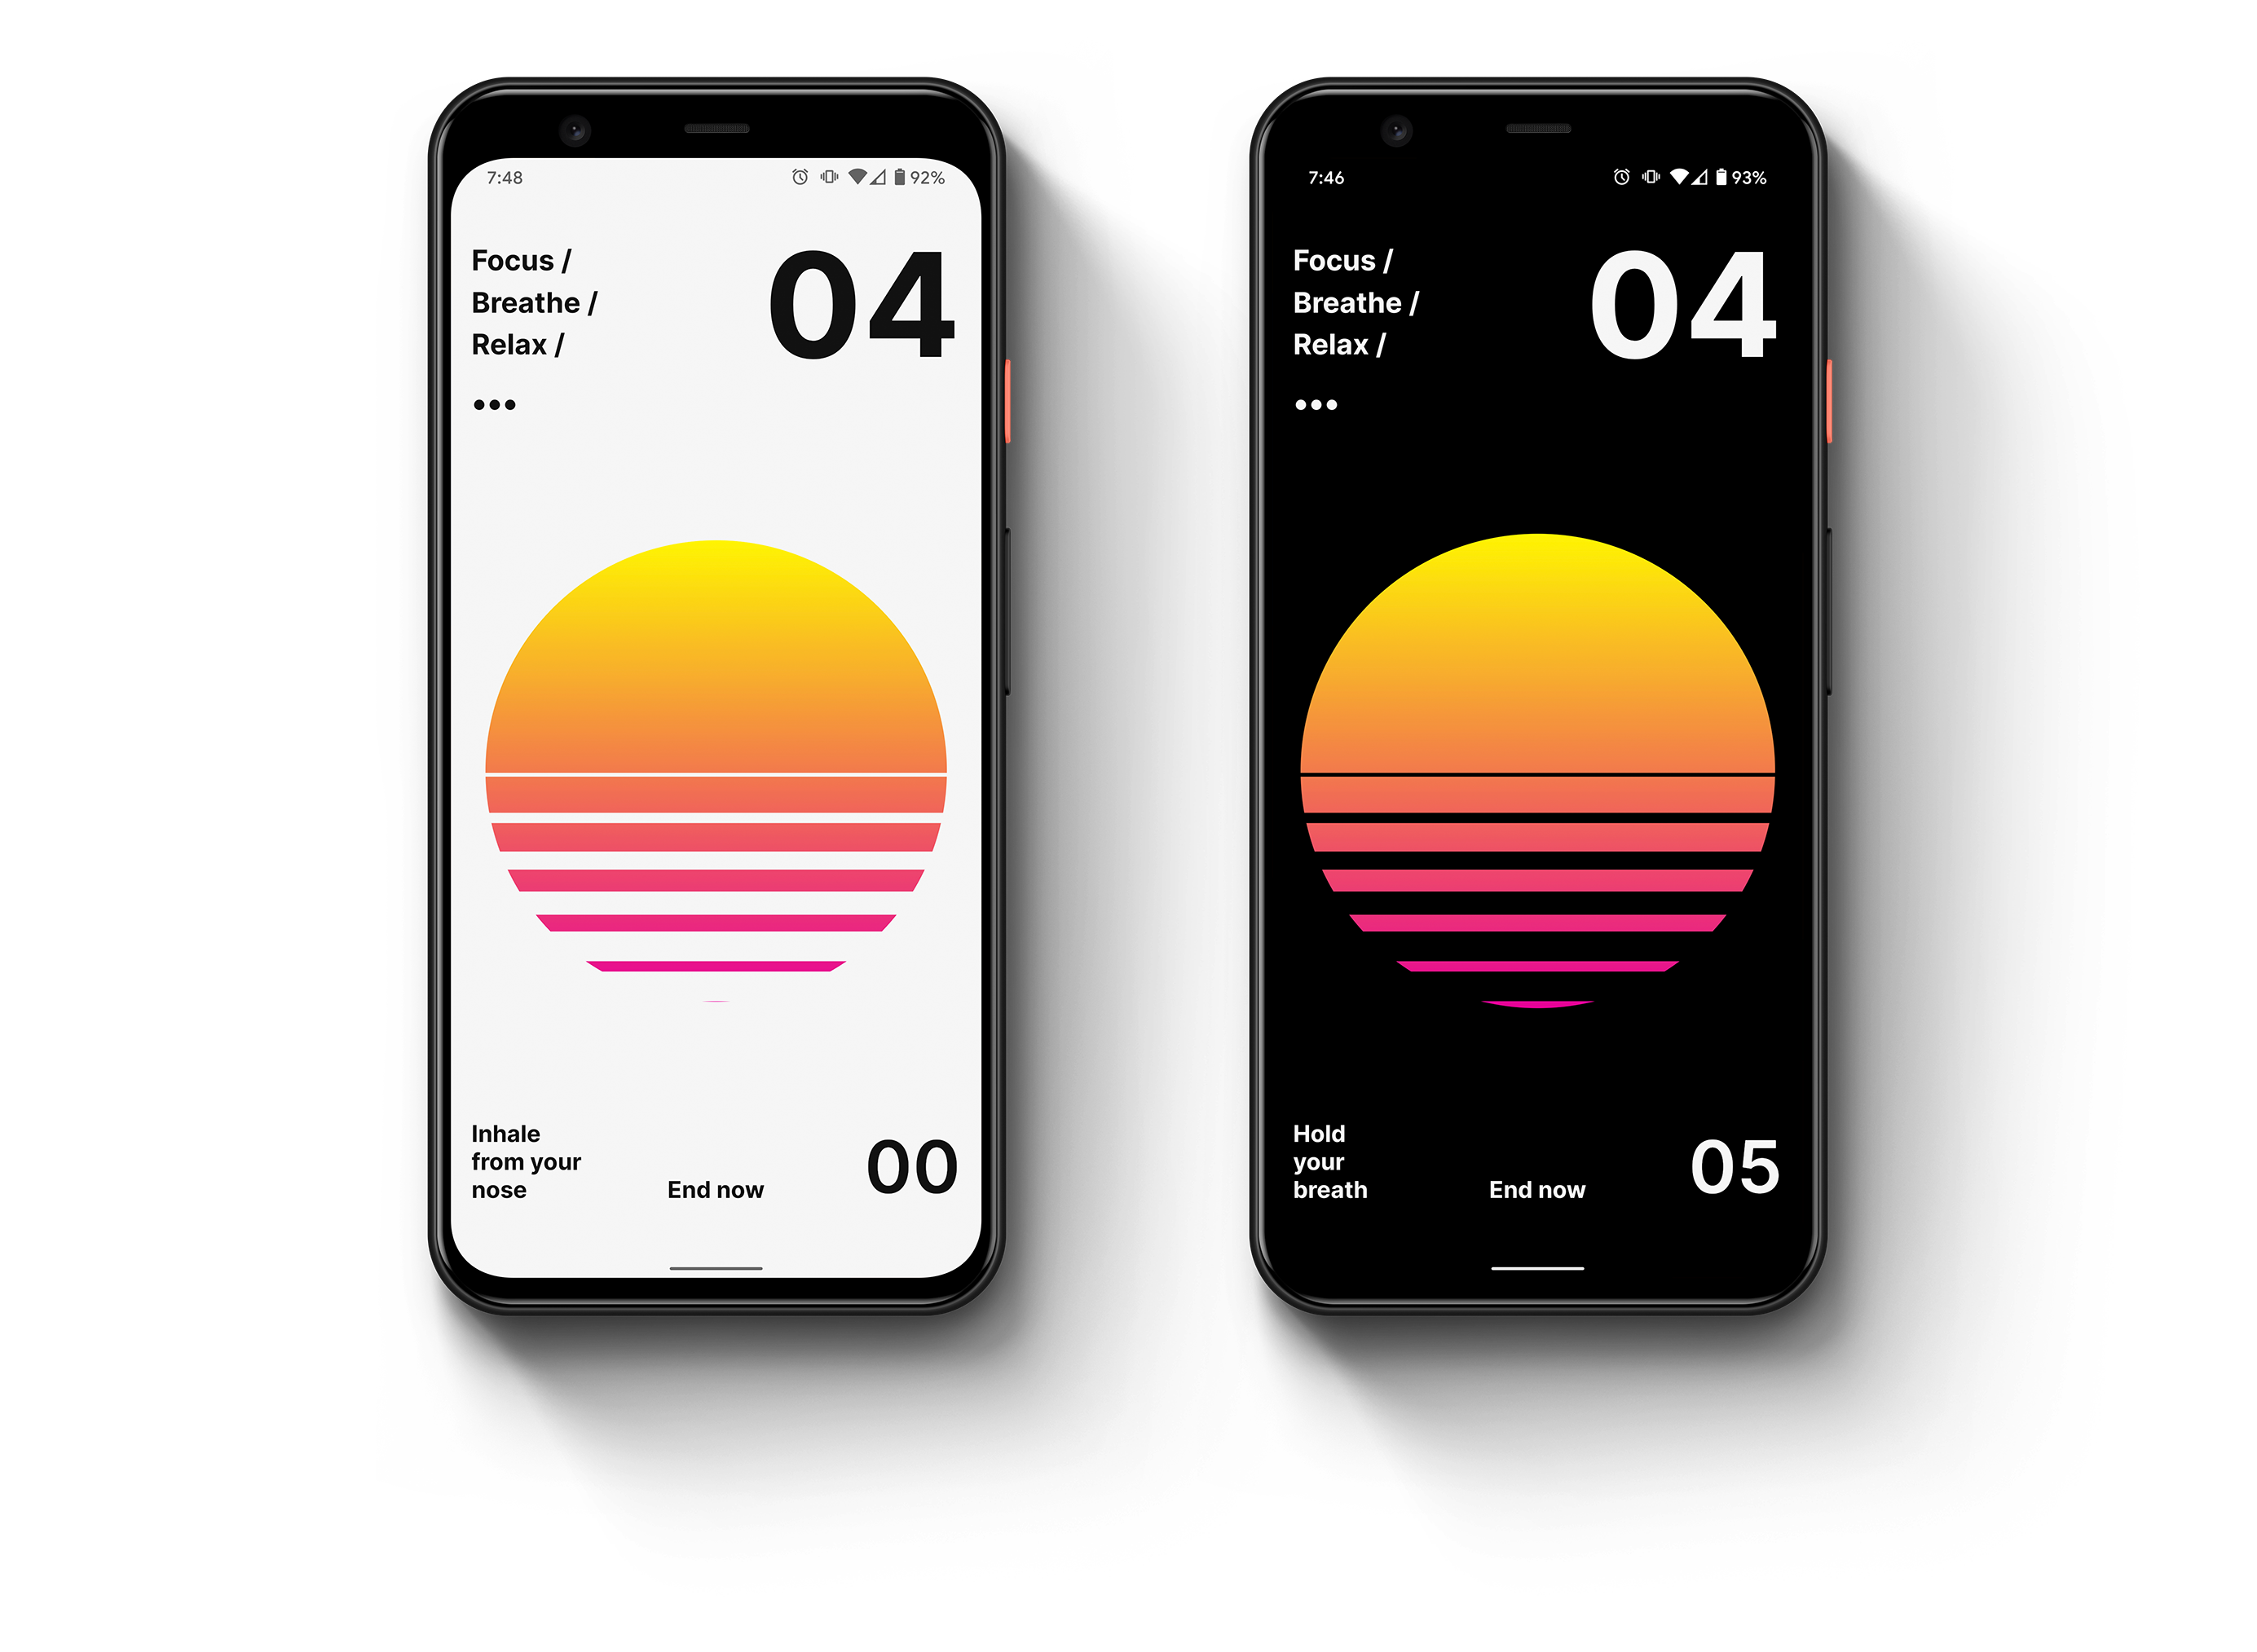 7:48 92%
Focus /
Breathe /
Relax /
04
Inhale
from your
nose
End now
00
7:46 93%
Focus /
Breathe /
Relax /
04
Hold
your
breath
End now
05